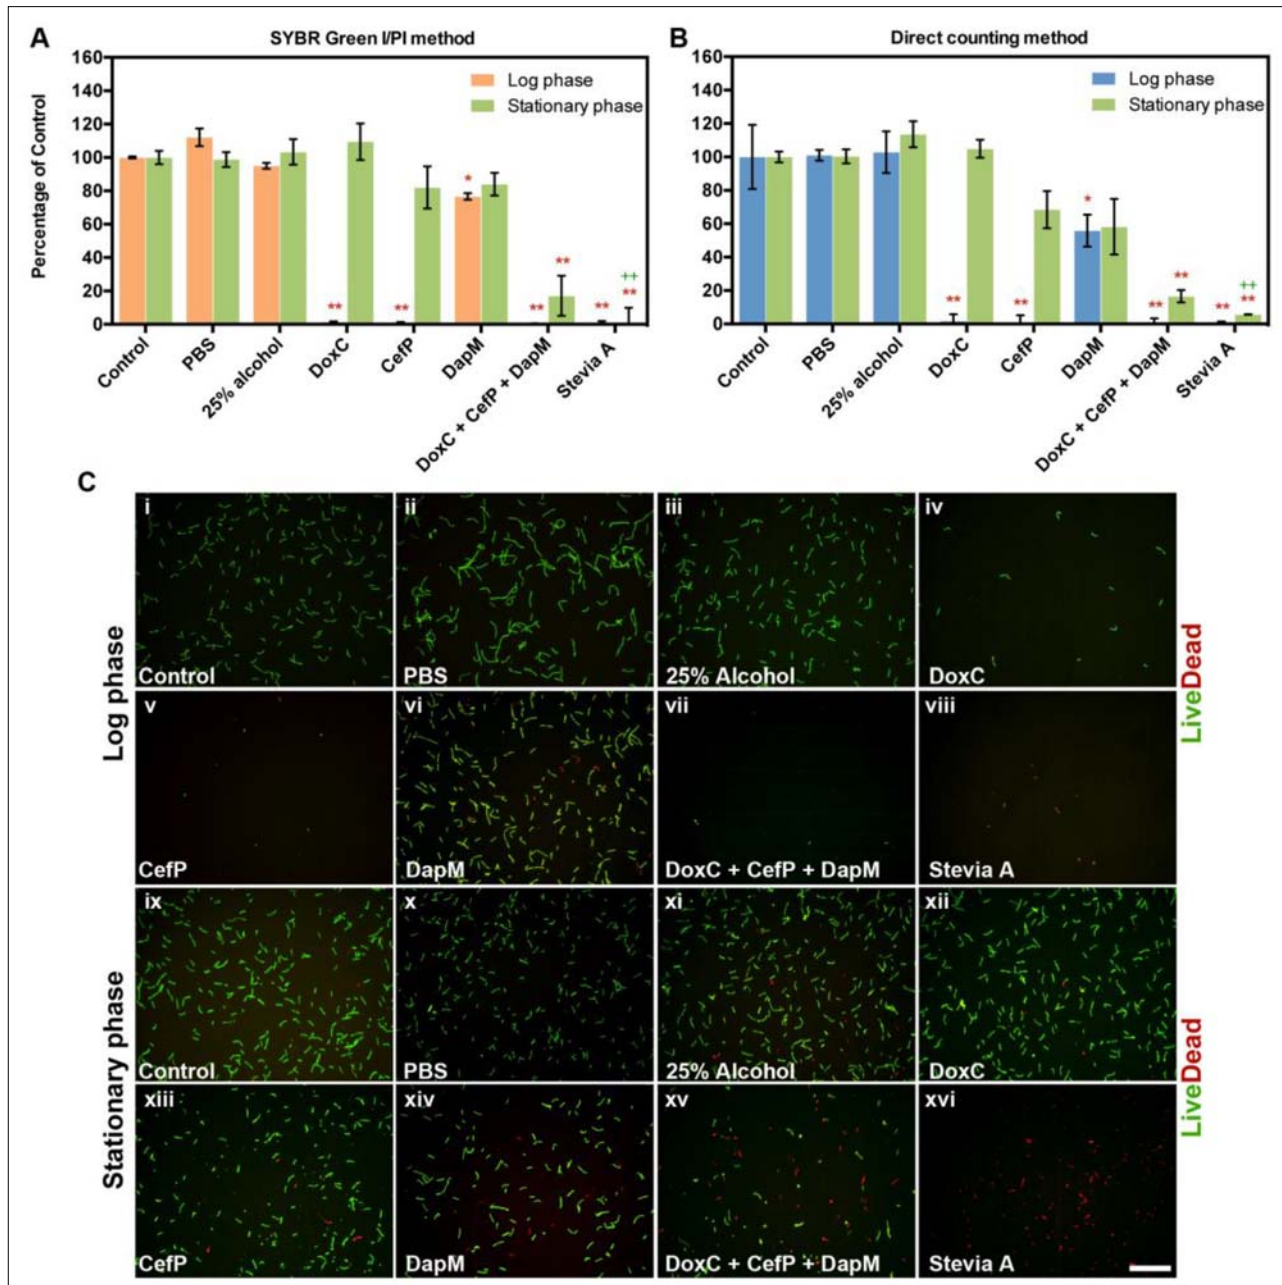 A
SYBR Green I/PI method
160
140
120
100
80
60
40
20
0
Percentage of Control
Log phase
Stationary phase
*
**
**
**
**
**
++
**
Control
PBS
25% alcohol
DoxC
CefP
DapM
DoxC + CefP + DapM
Stevia A
B
Direct counting method
160
140
120
100
80
60
40
20
0
Log phase
Stationary phase
**
**
*
**
**
**
++
**
Control
PBS
25% alcohol
DoxC
CefP
DapM
DoxC + CefP + DapM
Stevia A
C
Log phase
i
Control
ii
PBS
iii
25% Alcohol
iv
DoxC
v
CefP
vi
DapM
vii
DoxC + CefP + DapM
viii
Stevia A
LiveDead
Stationary phase
ix
Control
x
PBS
xi
25% Alcohol
xii
DoxC
xiii
CefP
xiv
DapM
xv
DoxC + CefP + DapM
xvi
Stevia A
LiveDead